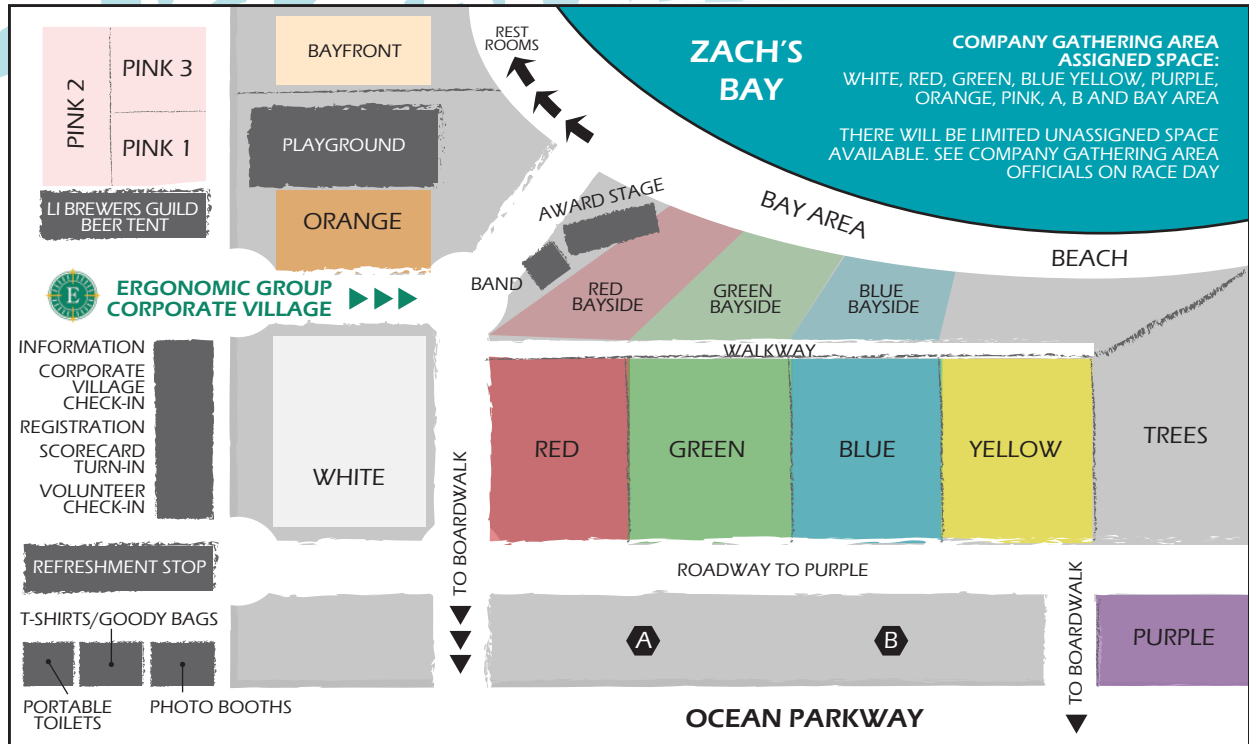 PINK 2
PINK 3
PINK 1
LI BREWERS GUILD
BEER TENT
BAYFRONT
PLAYGROUND
ORANGE
REST
ROOMS
ZACH'S
BAY
COMPANY GATHERING AREA
ASSIGNED SPACE:
WHITE, RED, GREEN, BLUE YELLOW, PURPLE,
ORANGE, PINK, A, B AND BAY AREA
THERE WILL BE LIMITED UNASSIGNED SPACE
AVAILABLE. SEE COMPANY GATHERING AREA
OFFICIALS ON RACE DAY
AWARD STAGE
BAND
BAY AREA
BEACH
E
ERGONOMIC GROUP
CORPORATE VILLAGE
RED
BAYSIDE
GREEN
BAYSIDE
BLUE
BAYSIDE
WALKWAY
INFORMATION
CORPORATE
VILLAGE
CHECK-IN
REGISTRATION
SCORECARD
TURN-IN
VOLUNTEER
CHECK-IN
WHITE
TO BOARDWALK
RED
GREEN
BLUE
YELLOW
TREES
REFRESHMENT STOP
ROADWAY TO PURPLE
T-SHIRTS/GOODY BAGS
PORTABLE
TOILETS
PHOTO BOOTHS
A
B
TO BOARDWALK
PURPLE
OCEAN PARKWAY